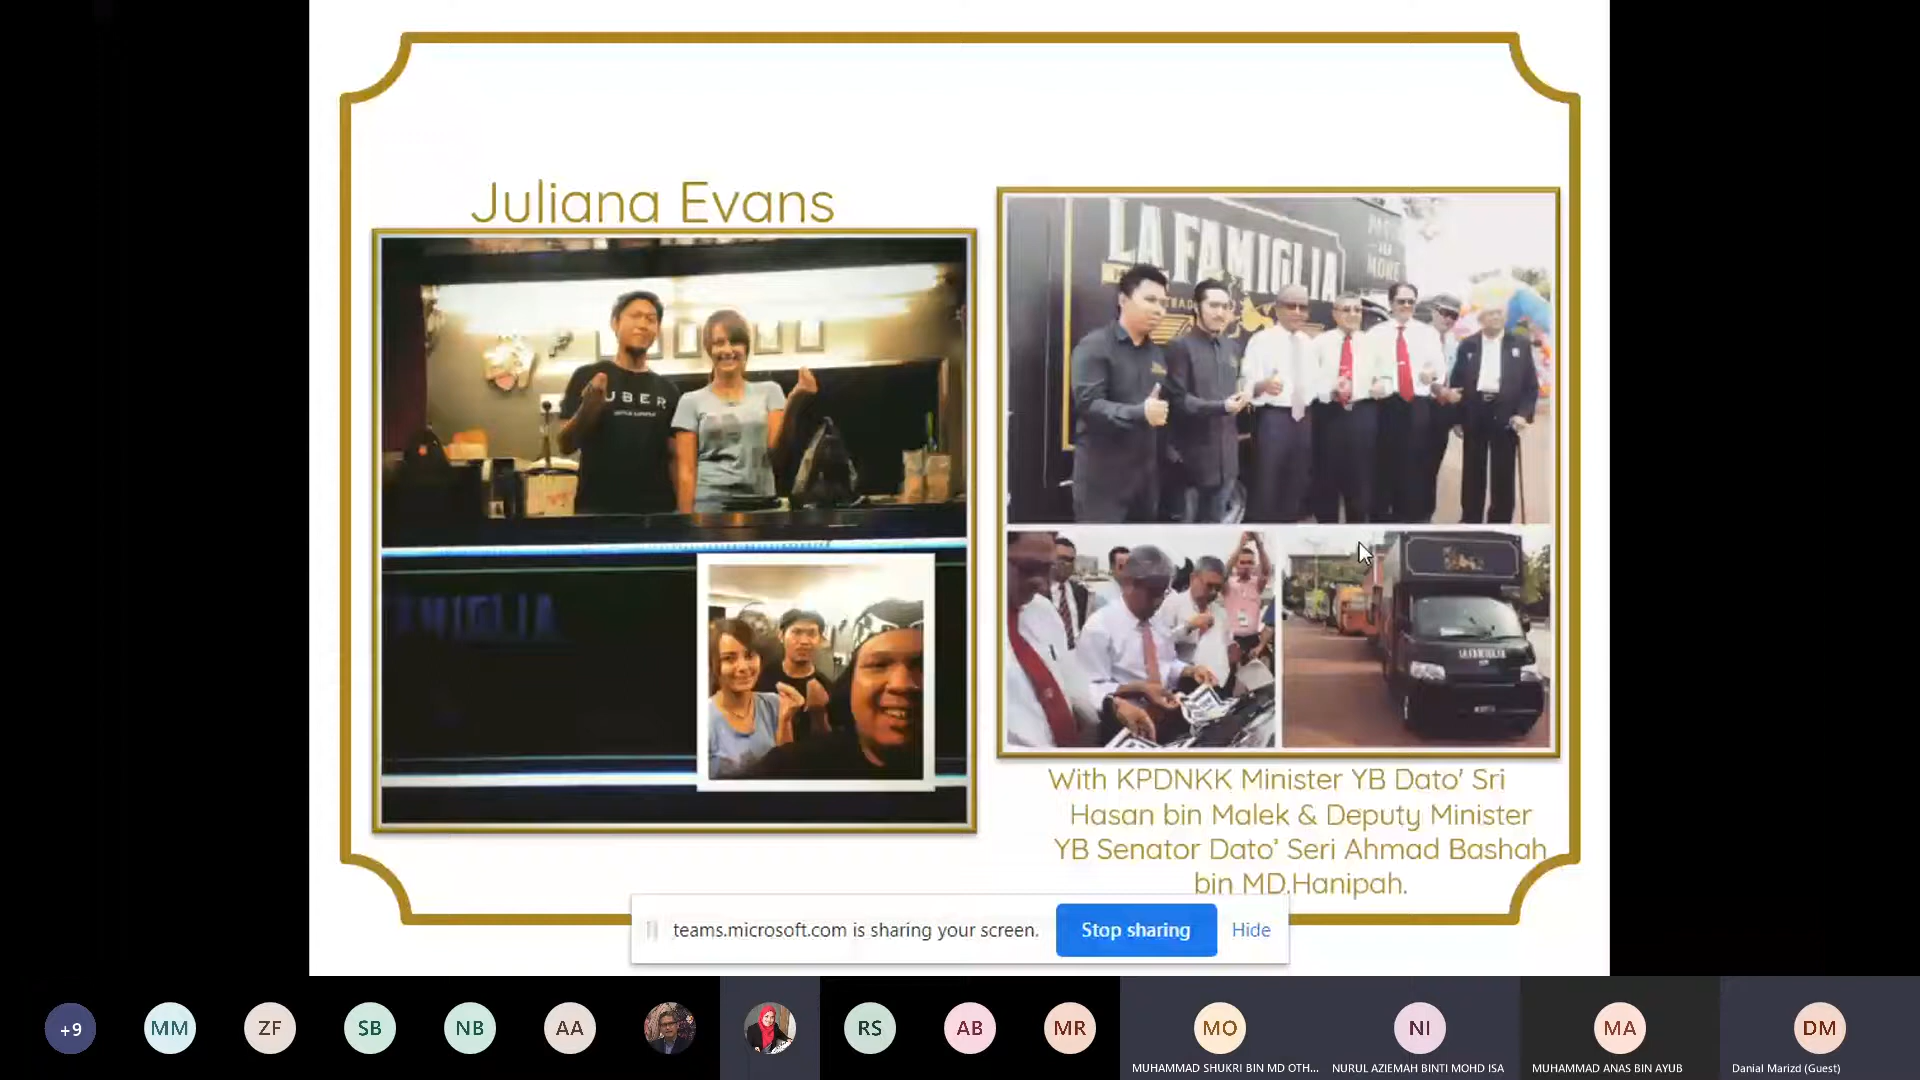 Juliana Evans
LA FAMIGLIA
UBER
FAMIGLIA
LA FAMIGLIA
With KPDNKK Minister YB Dato' Sri
Hasan bin Malek & Deputy Minister
YB Senator Dato' Seri Ahmad Bashah
bin MD.Hanipah.
teams.microsoft.com is sharing your screen.
Stop sharing
Hide
+9
MM
ZF
SB
NB
AA
RS
AB
MR
MO
NI
MA
DM
MUHAMMAD SHUKRI BIN MD OTH...
NURUL AZIEMAH BINTI MOHD ISA
MUHAMMAD ANAS BIN AYUB
Danial Marizd (Guest)